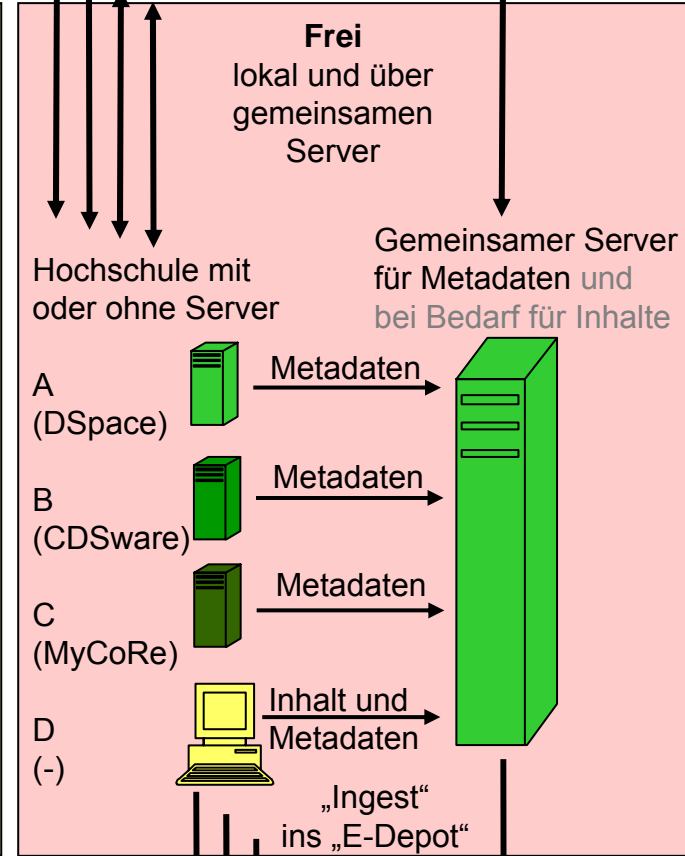 Frei
lokal und über
gemeinsamen
Server
Hochschule mit
oder ohne Server
Gemeinsamer Server
für Metadaten und
bei Bedarf für Inhalte
A
(DSpace)
Metadaten
B
(CDSware)
Metadaten
C
(MyCoRe)
Metadaten
D
(-)
Inhalt und
Metadaten
„Ingest“
ins „E-Depot“